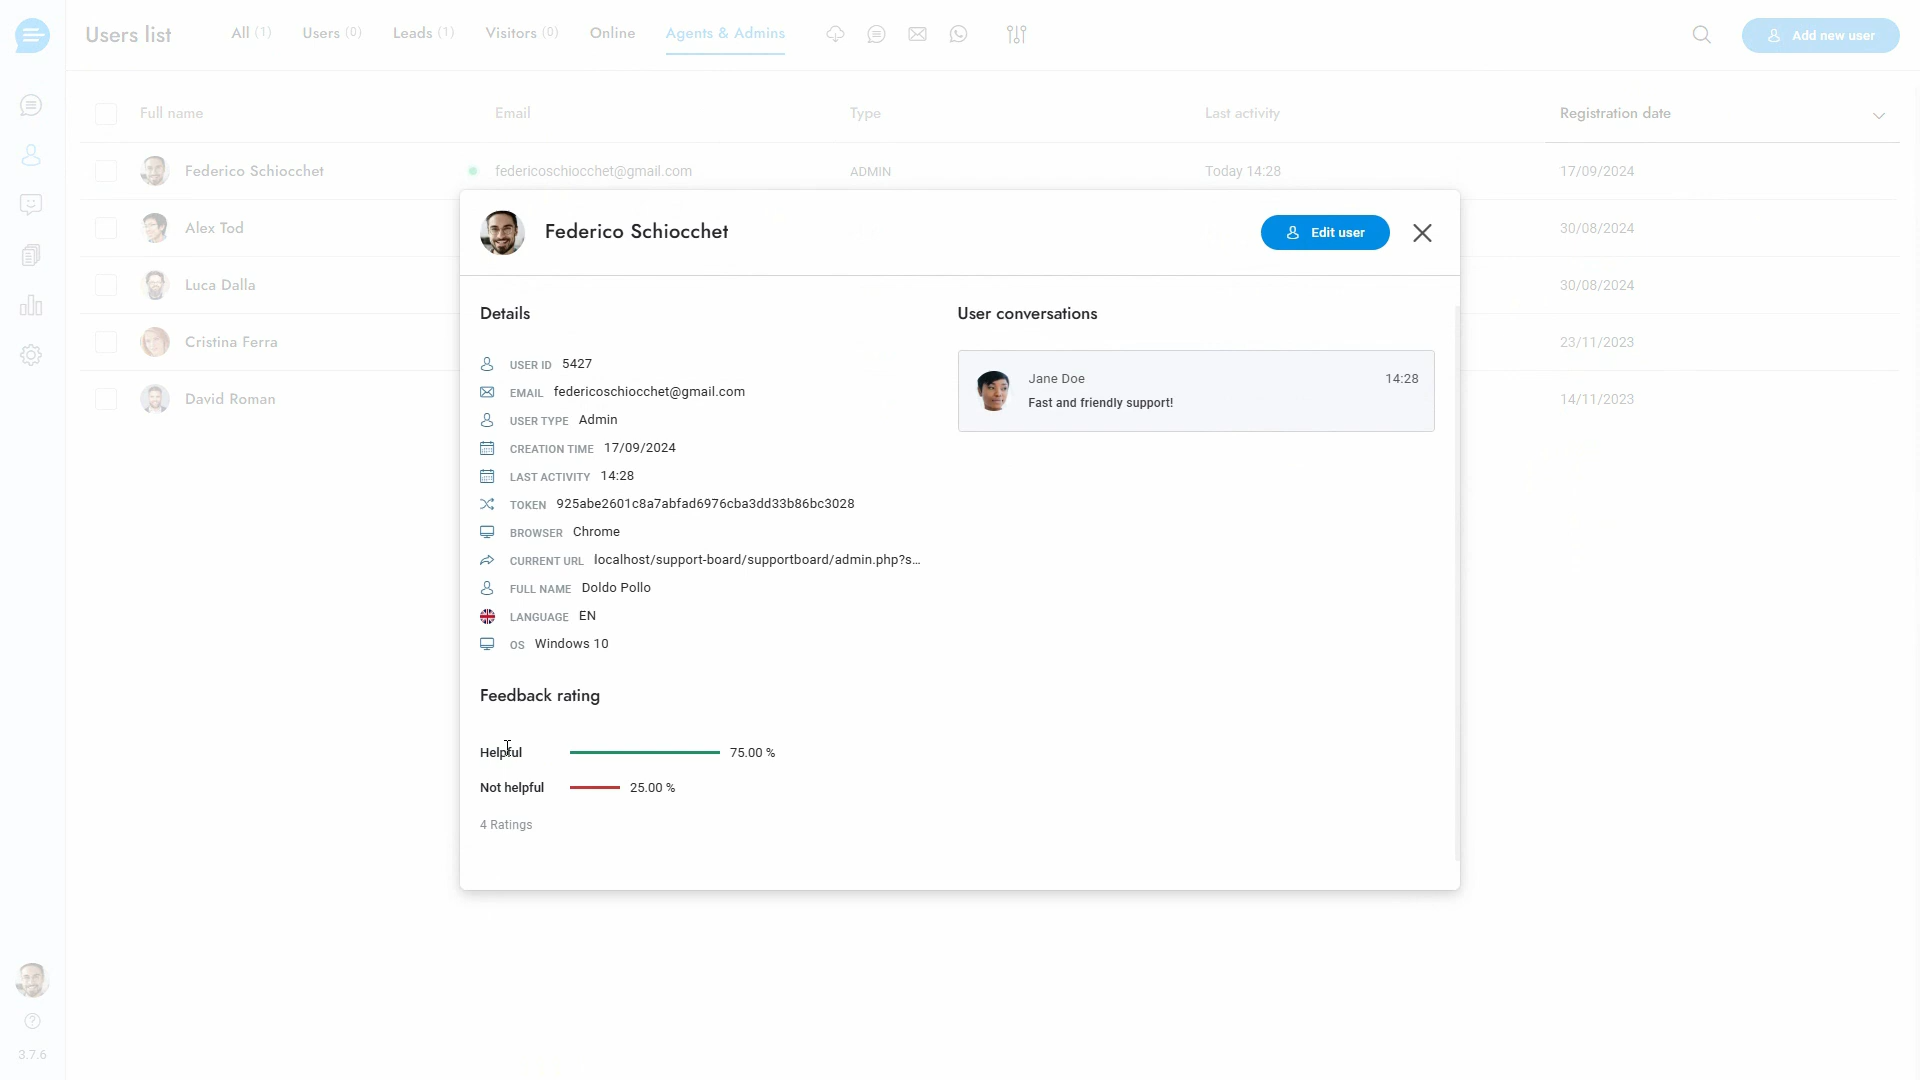 Users list All (1) Users (0) Leads (1) Visitors (0) Online Agents & Admins Add new user
Full name Email Type Last activity Registration date
Federico Schiocchet federicoschiocchet@gmail.com ADMIN Today 14:28 17/09/2024
Alex Tod 30/08/2024
Luca Dalla 30/08/2024
Cristina Ferra 23/11/2023
David Roman 14/11/2023
Federico Schiocchet Edit user
Details
USER ID 5427
EMAIL federicoschiocchet@gmail.com
USER TYPE Admin
CREATION TIME 17/09/2024
LAST ACTIVITY 14:28
TOKEN 925abe2601c8a7abfad6976cba3dd33b86bc3028
BROWSER Chrome
CURRENT URL localhost/support-board/supportboard/admin.php?s...
FULL NAME Doldo Pollo
LANGUAGE EN
OS Windows 10
Feedback rating
Helpful 75.00 %
Not helpful 25.00 %
4 Ratings
User conversations
Jane Doe 14:28
Fast and friendly support!
3.7.6